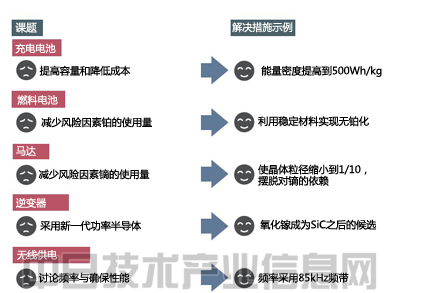 课题
解决措施示例
充电电池
提高容量和降低成本
能量密度提高到500Wh/kg
燃料电池
减少风险因素铂的使用量
利用稳定材料实现无铂化
马达
减少风险因素镝的使用量
使晶体粒径缩小到1/10，
摆脱对镝的依赖
逆变器
采用新一代功率半导体
氧化镓成为SiC之后的候选
无线供电
讨论频率与确保性能
频率采用85kHz频带
中国技术产业信息网